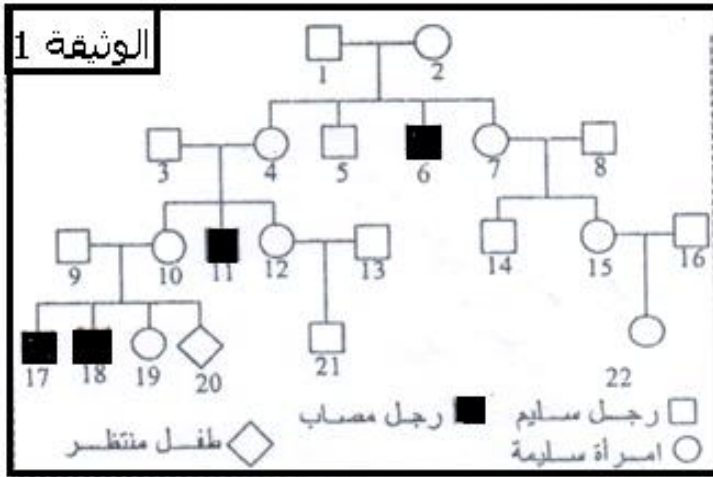 الوثيقة 1
1 2
3 4 5 6 7 8
9 10 11 12 13 14 15 16
17 18 19 20 21 22
رجل سليم رجل مصاب
امرأة سليمة طفل منتظر